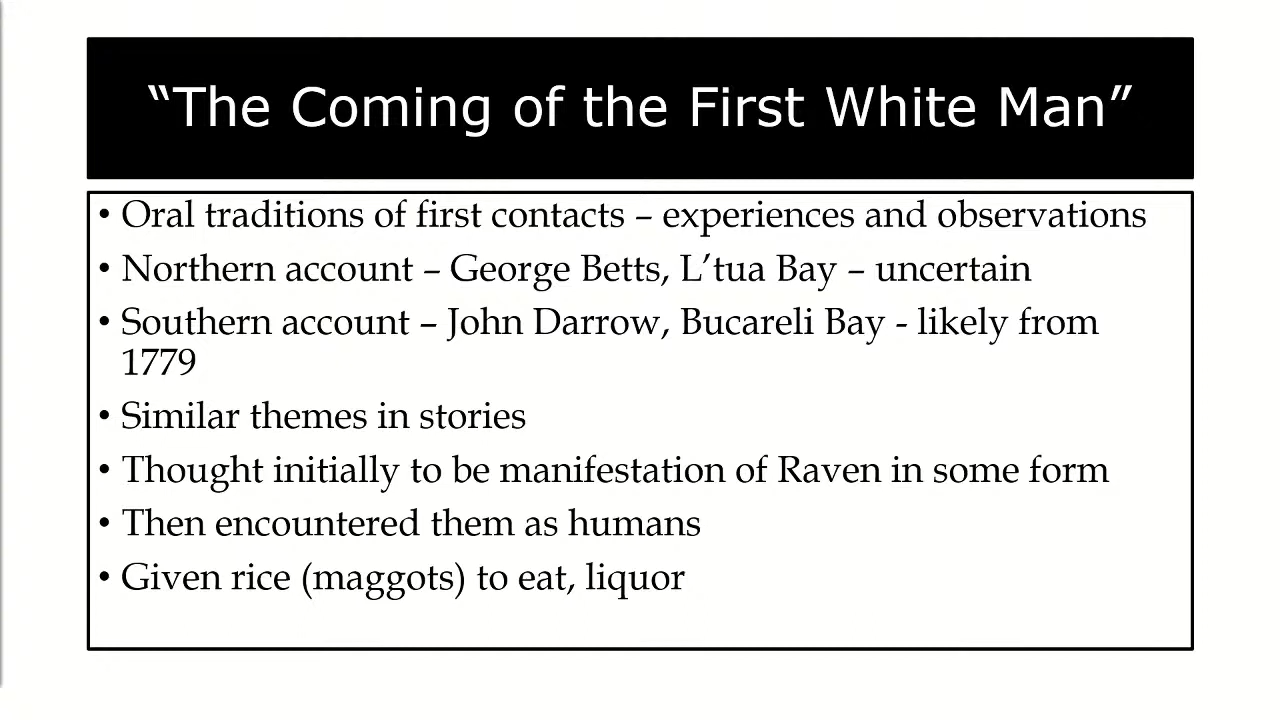 “The Coming of the First White Man”
• Oral traditions of first contacts – experiences and observations
• Northern account – George Betts, L’tua Bay – uncertain
• Southern account – John Darrow, Bucareli Bay - likely from
1779
• Similar themes in stories
• Thought initially to be manifestation of Raven in some form
• Then encountered them as humans
• Given rice (maggots) to eat, liquor